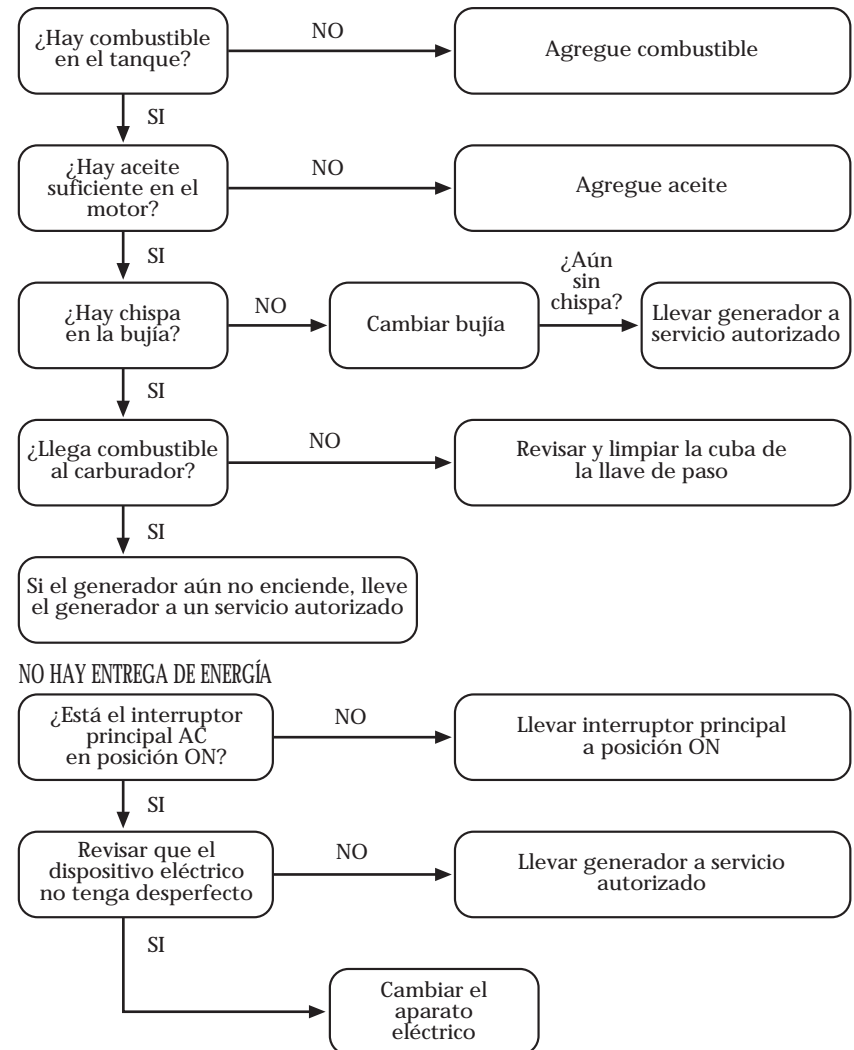 ¿Hay combustible
en el tanque?
NO
Agregue combustible
SI
¿Hay aceite
suficiente en el
motor?
NO
Agregue aceite
SI
¿Hay chispa
en la bujía?
NO
Cambiar bujía
¿Aún
sin
chispa?
Llevar generador a
servicio autorizado
SI
¿Llega combustible
al carburador?
NO
Revisar y limpiar la cuba de
la llave de paso
SI
Si el generador aún no enciende, lleve
el generador a un servicio autorizado
NO HAY ENTREGA DE ENERGÍA
¿Está el interruptor
principal AC
en posición ON?
NO
Llevar interruptor principal
a posición ON
SI
Revisar que el
dispositivo eléctrico
no tenga desperfecto
NO
Llevar generador a servicio
autorizado
SI
Cambiar el
aparato
eléctrico